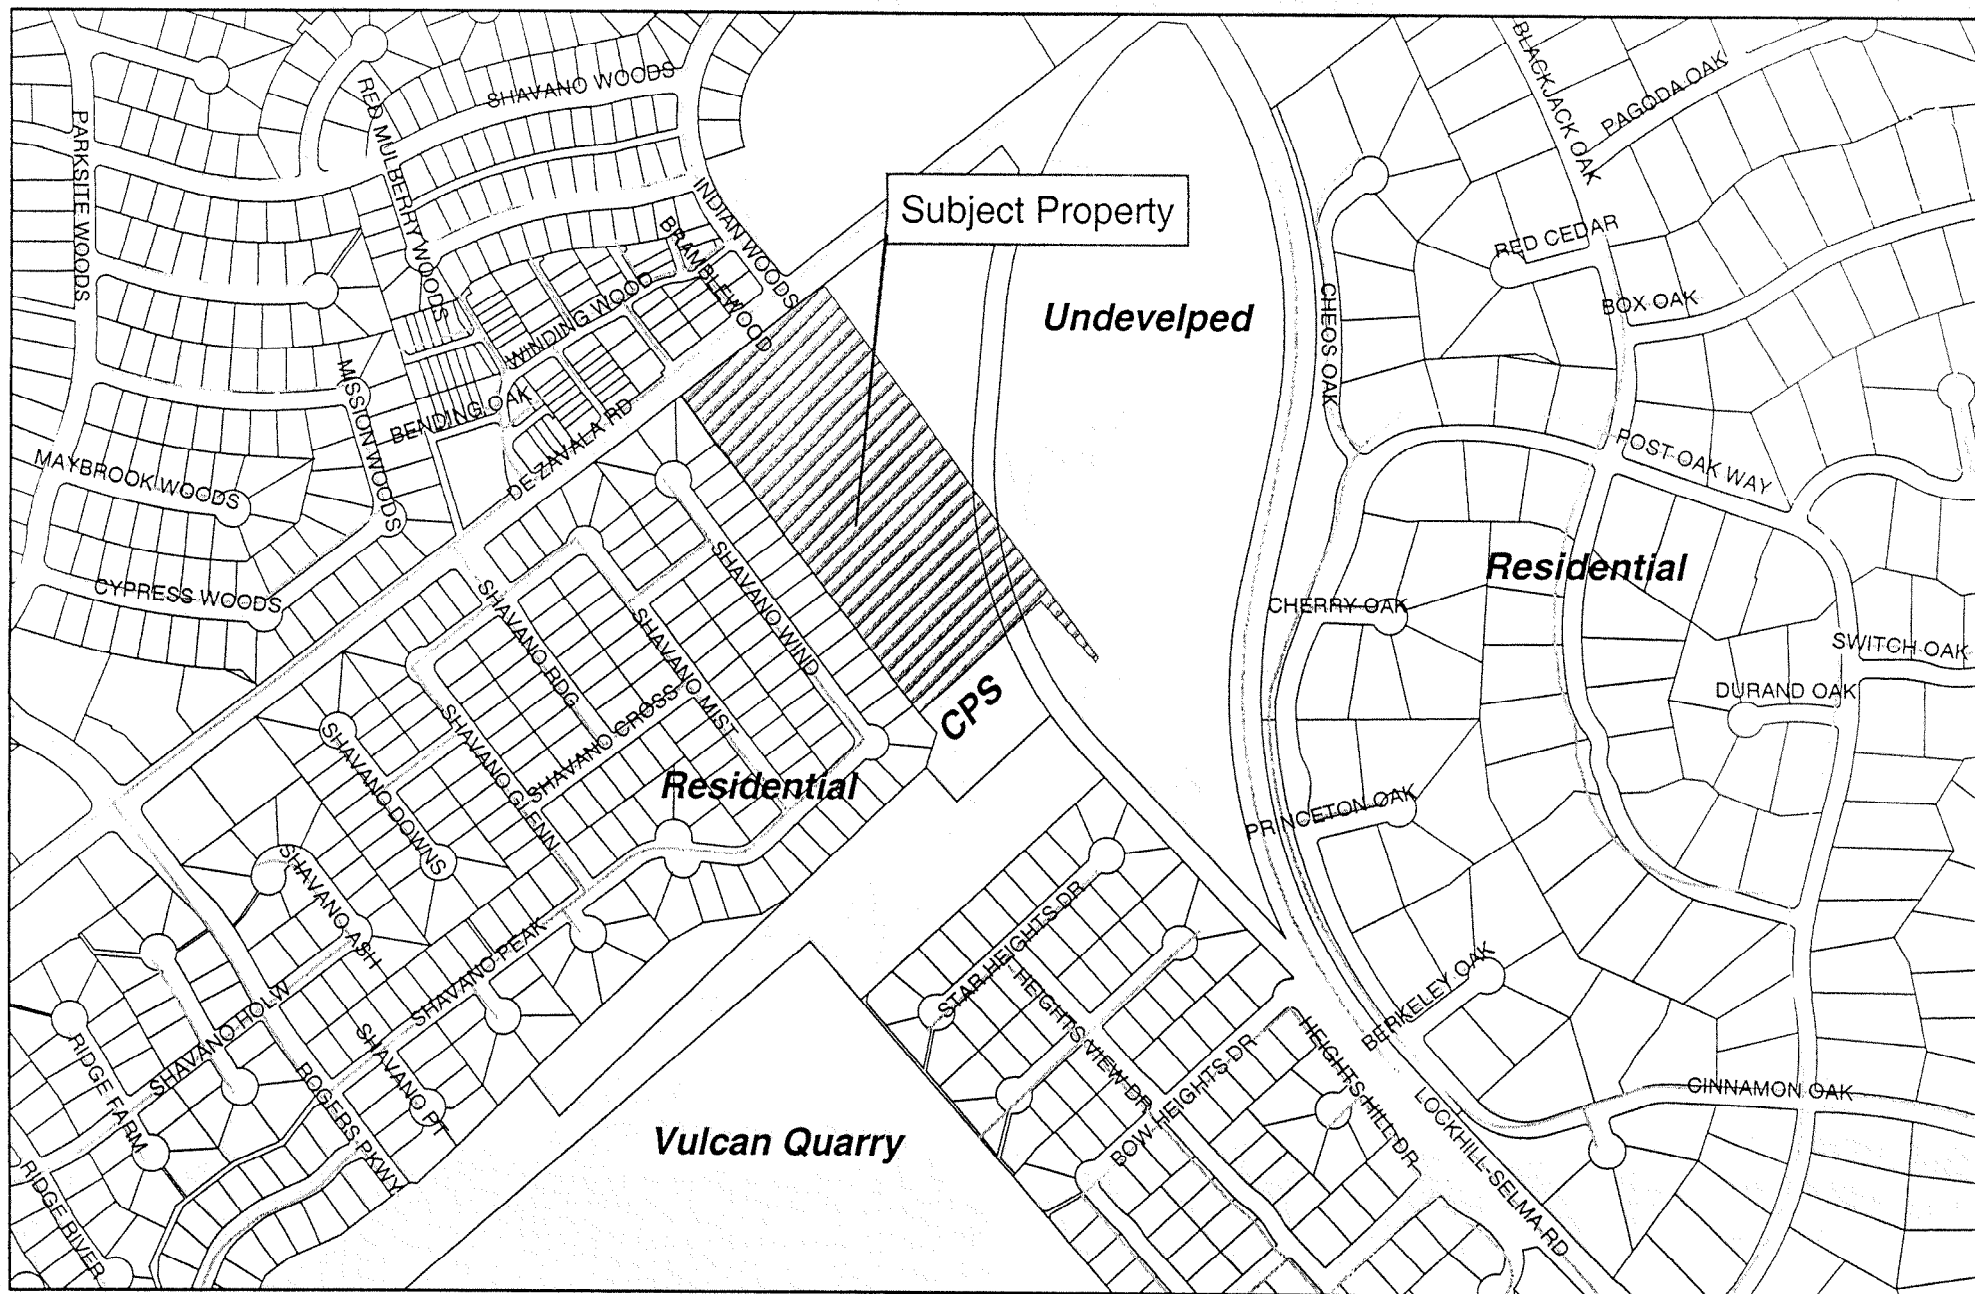 SHAVANO WOODS
RED MULBERRY WOODS
PARKSITE WOODS
INDIAN WOODS
BRAMBLEWOOD
WINDING WOOD
MISSION WOODS
BENDING OAK
DE ZAVALA RD
MAYBROOK WOODS
CYPRESS WOODS
Subject Property
Undevelped
BLACKJACK OAK
PAGODA OAK
RED CEDAR
BOX OAK
CHEOS OAK
POST OAK WAY
Residential
CHERRY OAK
SWITCH OAK
DURAND OAK
PRINCETON OAK
SHAVANO WIND
SHAVANO RDG
SHAVANO MIST
SHAVANO CROSS
SHAVANO GLENN
SHAVANO DOWNS
CPS
Residential
SHAVANO ASH
SHAVANO PEAK
SHAVANO HOLW
SHAVANO PT
RIDGE FARM
ROGERS PKWY
RIDGE RIVER
Vulcan Quarry
STAR HEIGHTS DR
HEIGHTS VIEW DR
BOW HEIGHTS DR
HEIGHTS HILL DR
BERKELEY OAK
CINNAMON OAK
LOCKHILL-SELMA RD